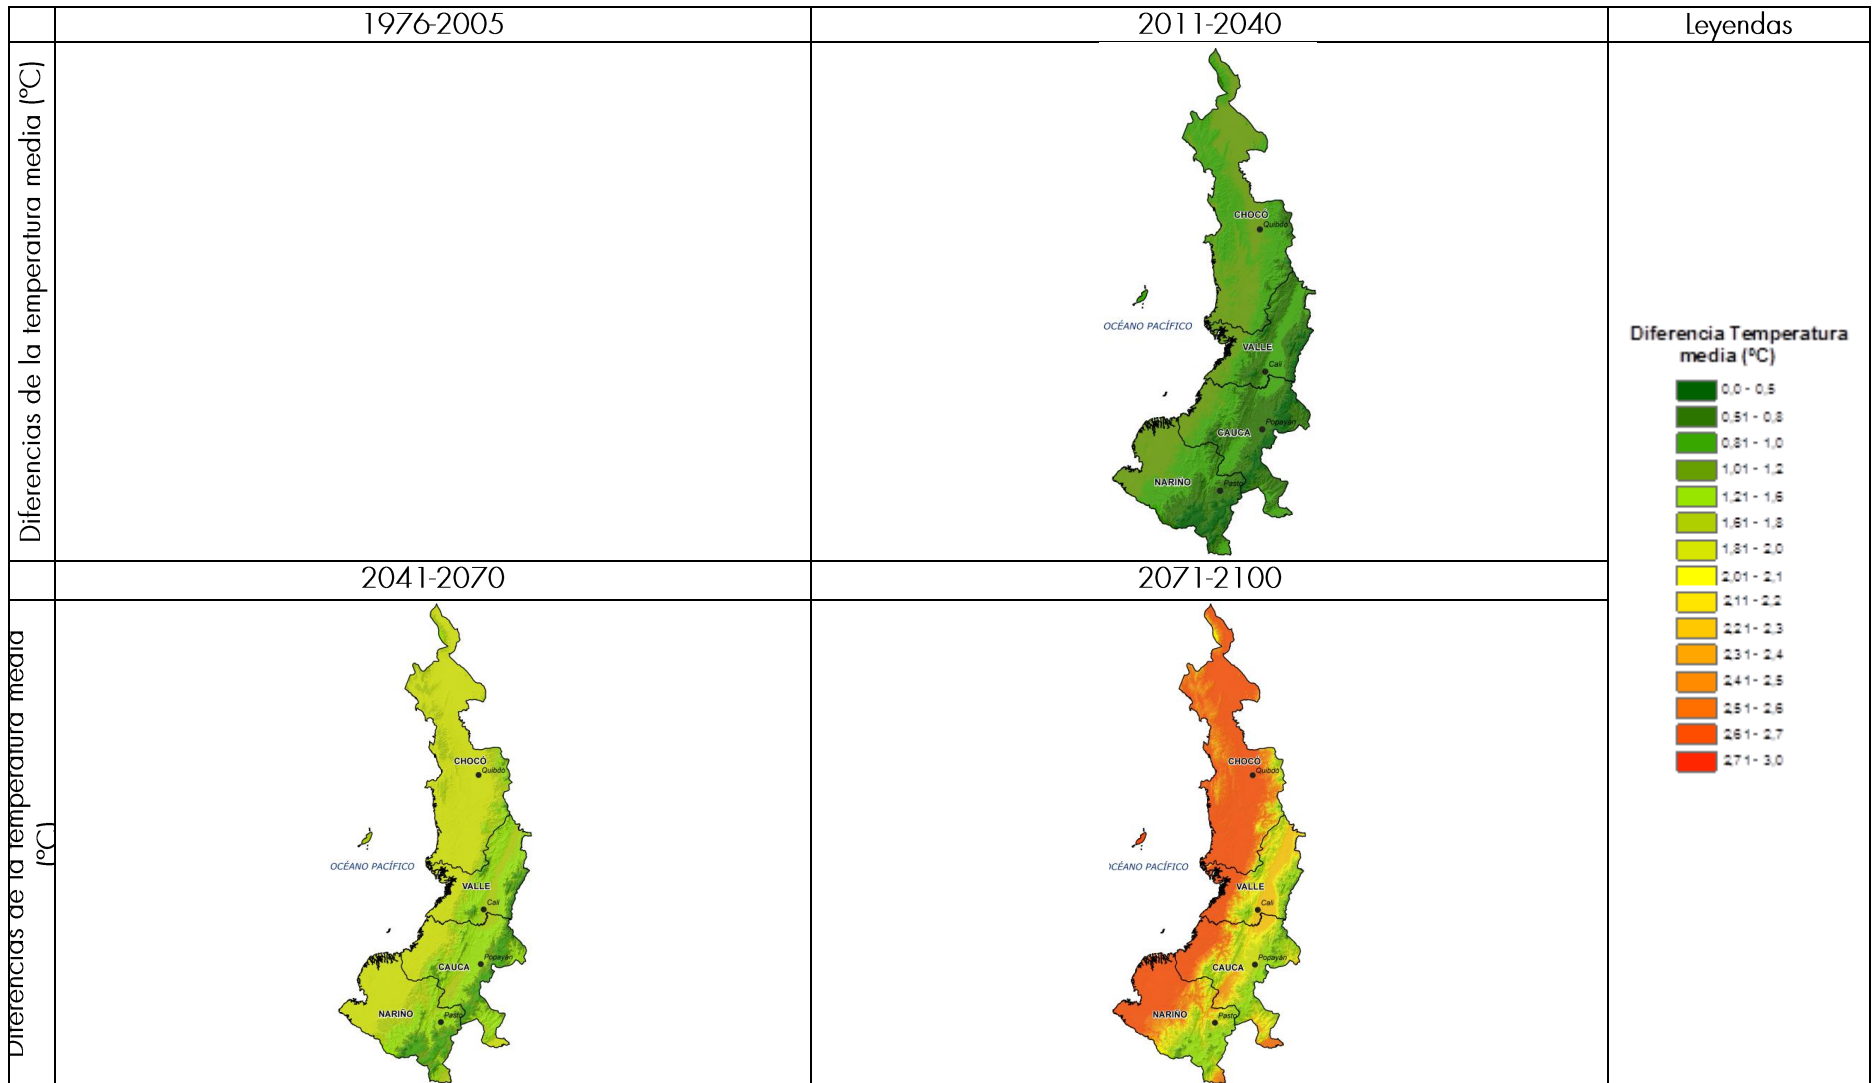 1976-2005
2011-2040
Leyendas
Diferencias de la temperatura media (ºC)
CHOCÓ
Quibdó
OCÉANO PACÍFICO
VALLE
Cali
Popayán
CAUCA
NARIÑO
Pasto
Diferencia Temperatura
media (ºC)
0,0 - 0,5
0,51 - 0,8
0,81 - 1,0
1,01 - 1,2
1,21 - 1,6
1,61 - 1,8
1,81 - 2,0
2,01 - 2,1
2,11 - 2,2
2,21 - 2,3
2,31 - 2,4
2,41 - 2,5
2,51 - 2,6
2,61 - 2,7
2,71 - 3,0
2041-2070
2071-2100
Diferencias de la temperatura media
(ºC)
CHOCÓ
Quibdó
OCÉANO PACÍFICO
VALLE
Cali
Popayán
CAUCA
NARIÑO
Pasto
CHOCÓ
Quibdó
OCÉANO PACÍFICO
VALLE
Cali
Popayán
CAUCA
NARIÑO
Pasto